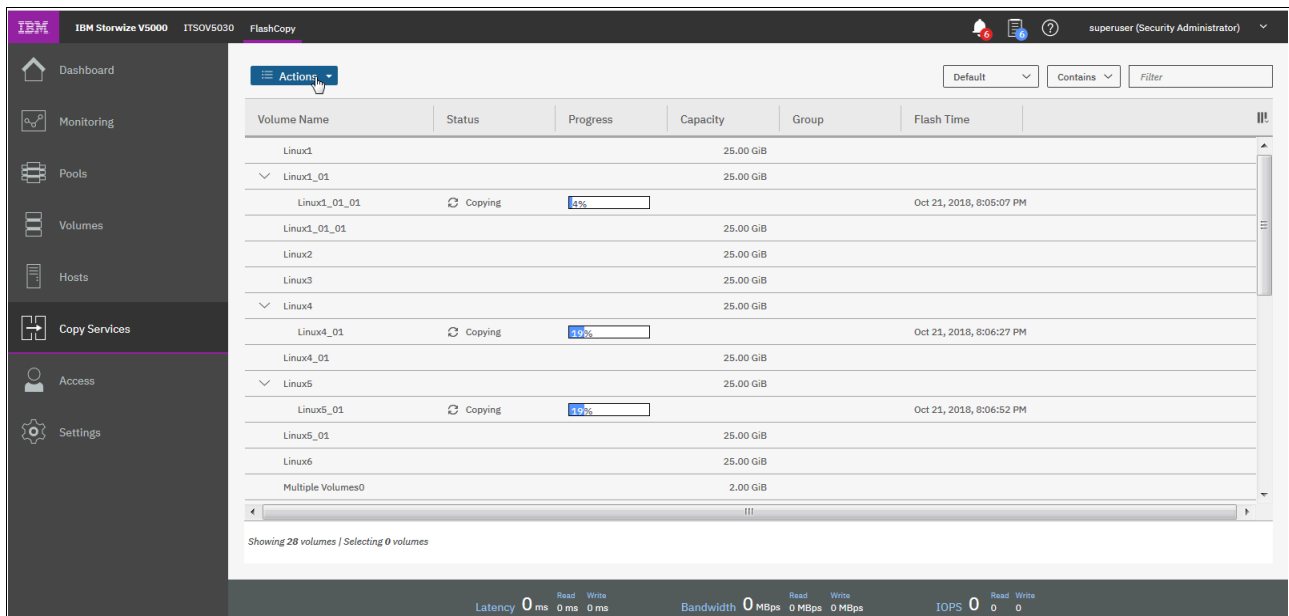 IBM IBM Storwize V5000 ITSOV5030 FlashCopy 6 6 ? superuser (Security Administrator)
Dashboard
Monitoring
Pools
Volumes
Hosts
Copy Services
Access
Settings
Actions Default Contains Filter
Volume Name Status Progress Capacity Group Flash Time
Linux1 25.00 GiB
Linux1_01 25.00 GiB
Linux1_01_01 Copying 4% Oct 21, 2018, 8:05:07 PM
Linux1_01_01 25.00 GiB
Linux2 25.00 GiB
Linux3 25.00 GiB
Linux4 25.00 GiB
Linux4_01 Copying 19% Oct 21, 2018, 8:06:27 PM
Linux4_01 25.00 GiB
Linux5 25.00 GiB
Linux5_01 Copying 19% Oct 21, 2018, 8:06:52 PM
Linux5_01 25.00 GiB
Linux6 25.00 GiB
Multiple Volumes0 2.00 GiB
Showing 28 volumes | Selecting 0 volumes
Read Write Read Write Read Write
Latency 0 ms 0 ms 0 ms Bandwidth 0 MBps 0 MBps 0 MBps IOPS 0 0 0